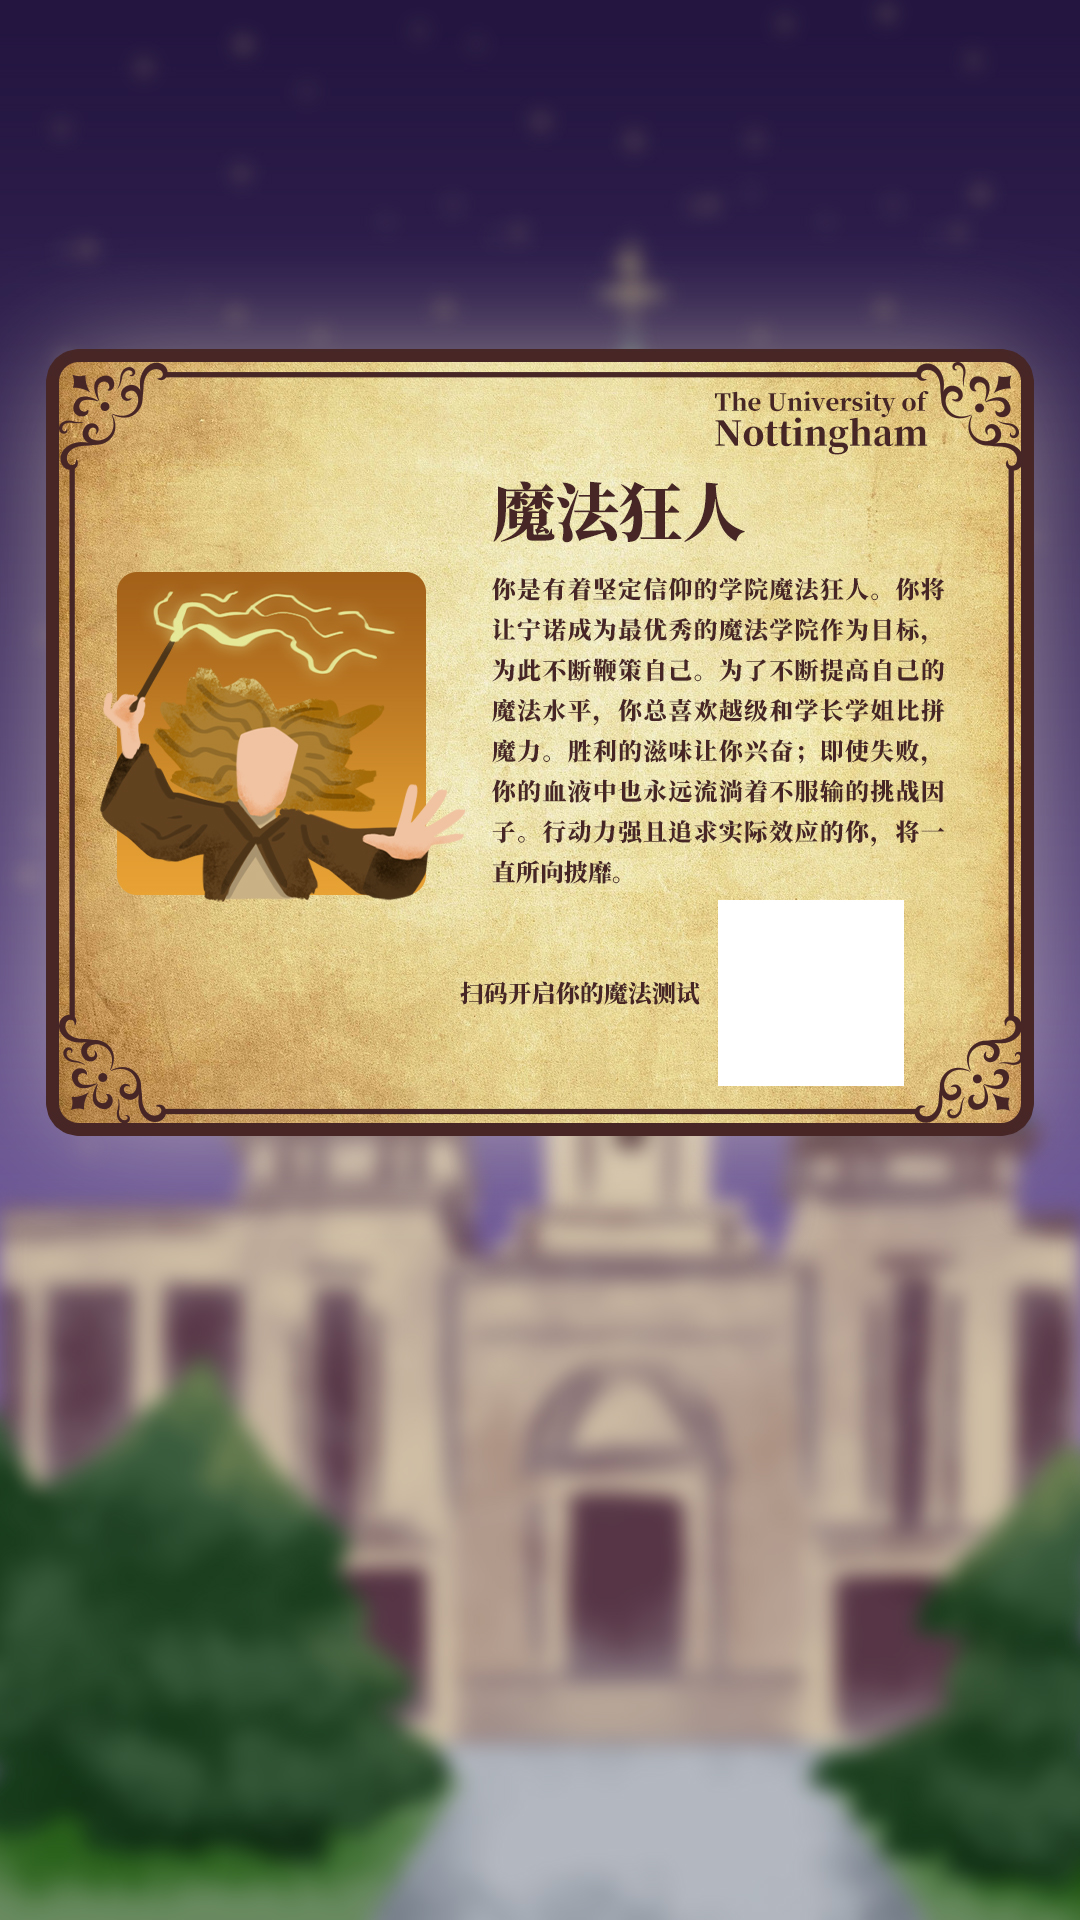 The University of
Nottingham
魔法狂人
你是有着坚定信仰的学院魔法狂人。你将
让宁诺成为最优秀的魔法学院作为目标，
为此不断鞭策自己。为了不断提高自己的
魔法水平，你总喜欢越级和学长学姐比拼
魔力。胜利的滋味让你兴奋；即使失败，
你的血液中也永远流淌着不服输的挑战因
子。行动力强且追求实际效应的你，将一
直所向披靡。
扫码开启你的魔法测试